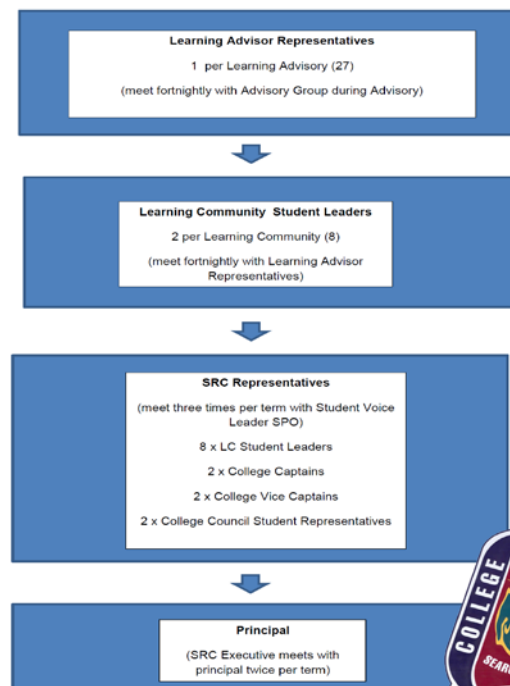 Learning Advisor Representatives
1 per Learning Advisory (27)
(meet fortnightly with Advisory Group during Advisory)
Learning Community Student Leaders
2 per Learning Community (8)
(meet fortnightly with Learning Advisor
Representatives)
SRC Representatives
(meet three times per term with Student Voice
Leader SPO)
8 x LC Student Leaders
2 x College Captains
2 x College Vice Captains
2 x College Council Student Representatives
COLLEGE
Principal
(SRC Executive meets with
principal twice per term)